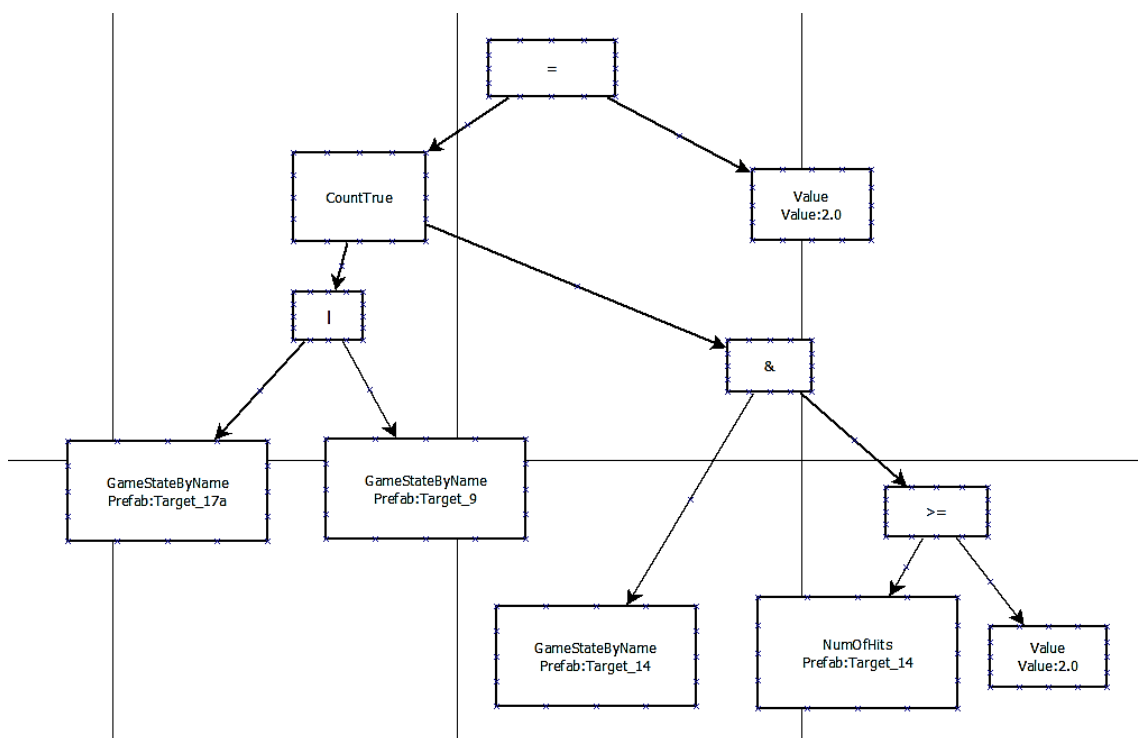 =
CountTrue
Value
Value:2.0
|
&
GameStateByName
Prefab:Target_17a
GameStateByName
Prefab:Target_9
>=
GameStateByName
Prefab:Target_14
NumOfHits
Prefab:Target_14
Value
Value:2.0